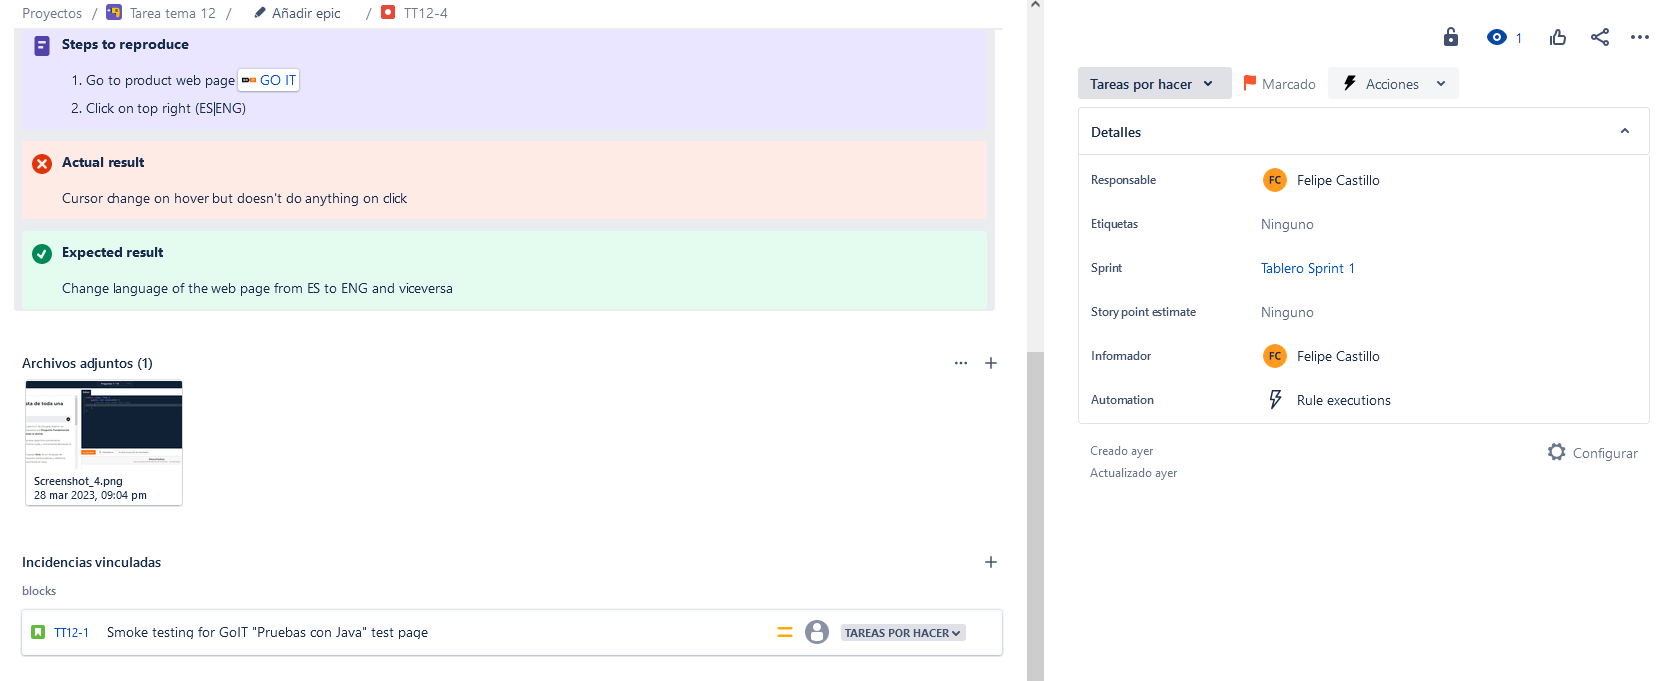 Proyectos / Tarea tema 12 / Añadir epic / TT12-4
Steps to reproduce
1. Go to product web page GO IT
2. Click on top right (ES|ENG)
Actual result
Cursor change on hover but doesn't do anything on click
Expected result
Change language of the web page from ES to ENG and viceversa
Archivos adjuntos (1)
Screenshot_4.png
28 mar 2023, 09:04 pm
Incidencias vinculadas
blocks
TT12-1 Smoke testing for GoIT "Pruebas con Java" test page TAREAS POR HACER
1
Tareas por hacer Marcado Acciones
Detalles
Responsable FC Felipe Castillo
Etiquetas Ninguno
Sprint Tablero Sprint 1
Story point estimate Ninguno
Informador FC Felipe Castillo
Automation Rule executions
Creado ayer
Actualizado ayer
Configurar